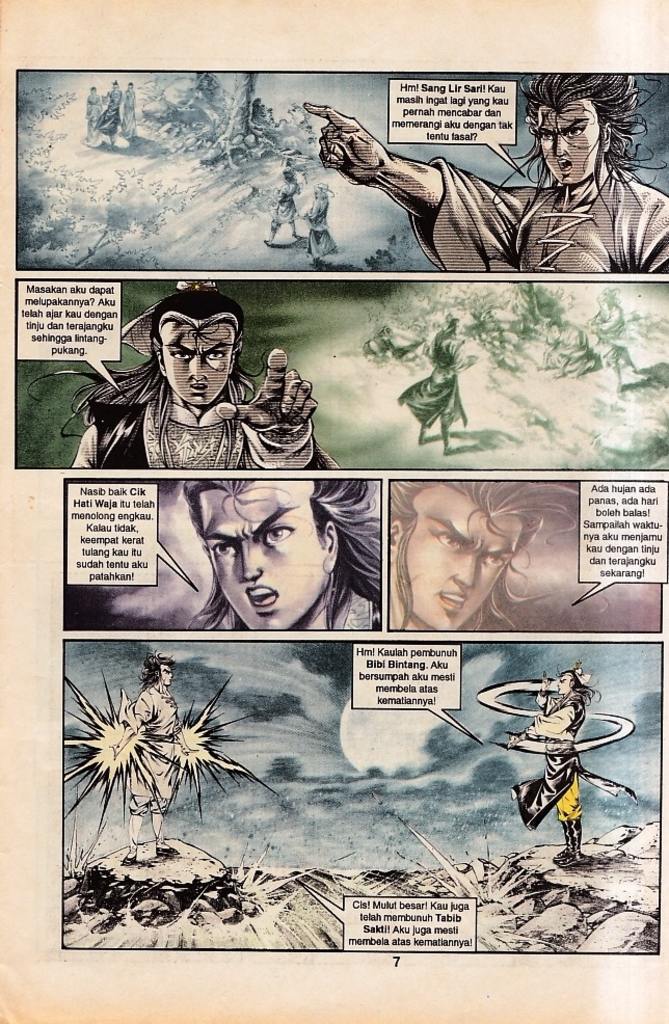 Hm! Sang Lir Sari! Kau
masih ingat lagi yang kau
pernah mencabar dan
memerangi aku dengan tak
tentu fasal?
Masakan aku dapat
melupakannya? Aku
telah ajar kau dengan
tinju dan terajangku
sehingga lintang-
pukang.
Nasib baik Cik
Hati Waja itu telah
menolong engkau.
Kalau tidak,
keempat kerat
tulang kau itu
sudah tentu aku
patahkan!
Ada hujan ada
panas, ada hari
boleh balas!
Sampailah waktu-
nya aku menjamu
kau dengan tinju
dan terajangku
sekarang!
Hm! Kaulah pembunuh
Bibi Bintang. Aku
bersumpah aku mesti
membela atas
kematiannya!
Cis! Mulut besar! Kau juga
telah membunuh Tabib
Sakti! Aku juga mesti
membela atas kematiannya!
7